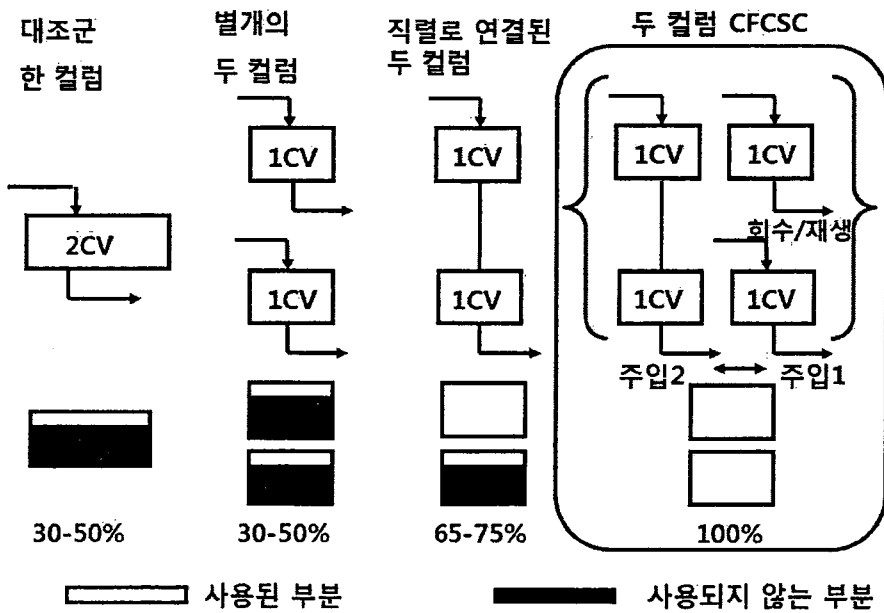 대조군
한 컬럼
별개의
두 컬럼
직렬로 연결된
두 컬럼
두 컬럼 CFCSC
2CV
1CV
1CV
1CV
1CV
1CV
1CV
회수/재생
1CV
1CV
주입2
주입1
30-50%
30-50%
65-75%
100%
사용된 부분
사용되지 않는 부분